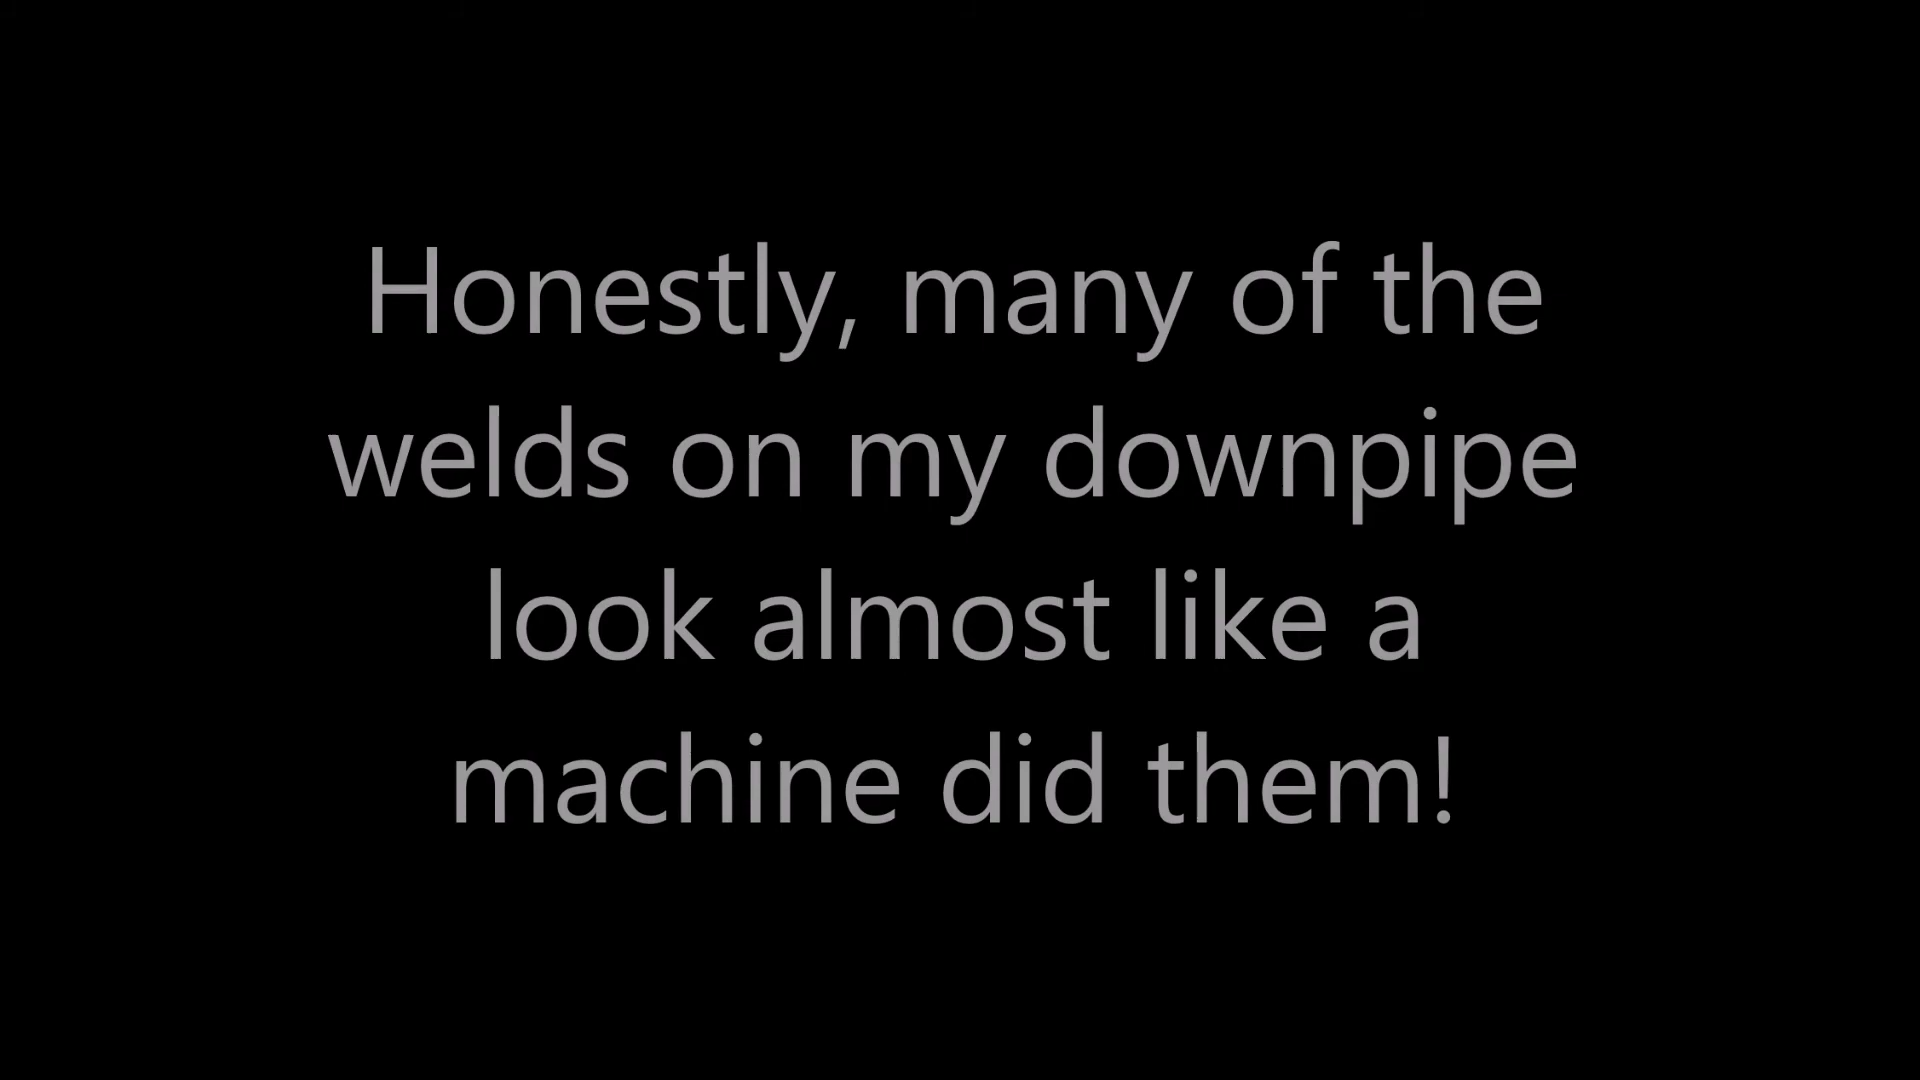 Honestly, many of the
welds on my downpipe
look almost like a
machine did them!